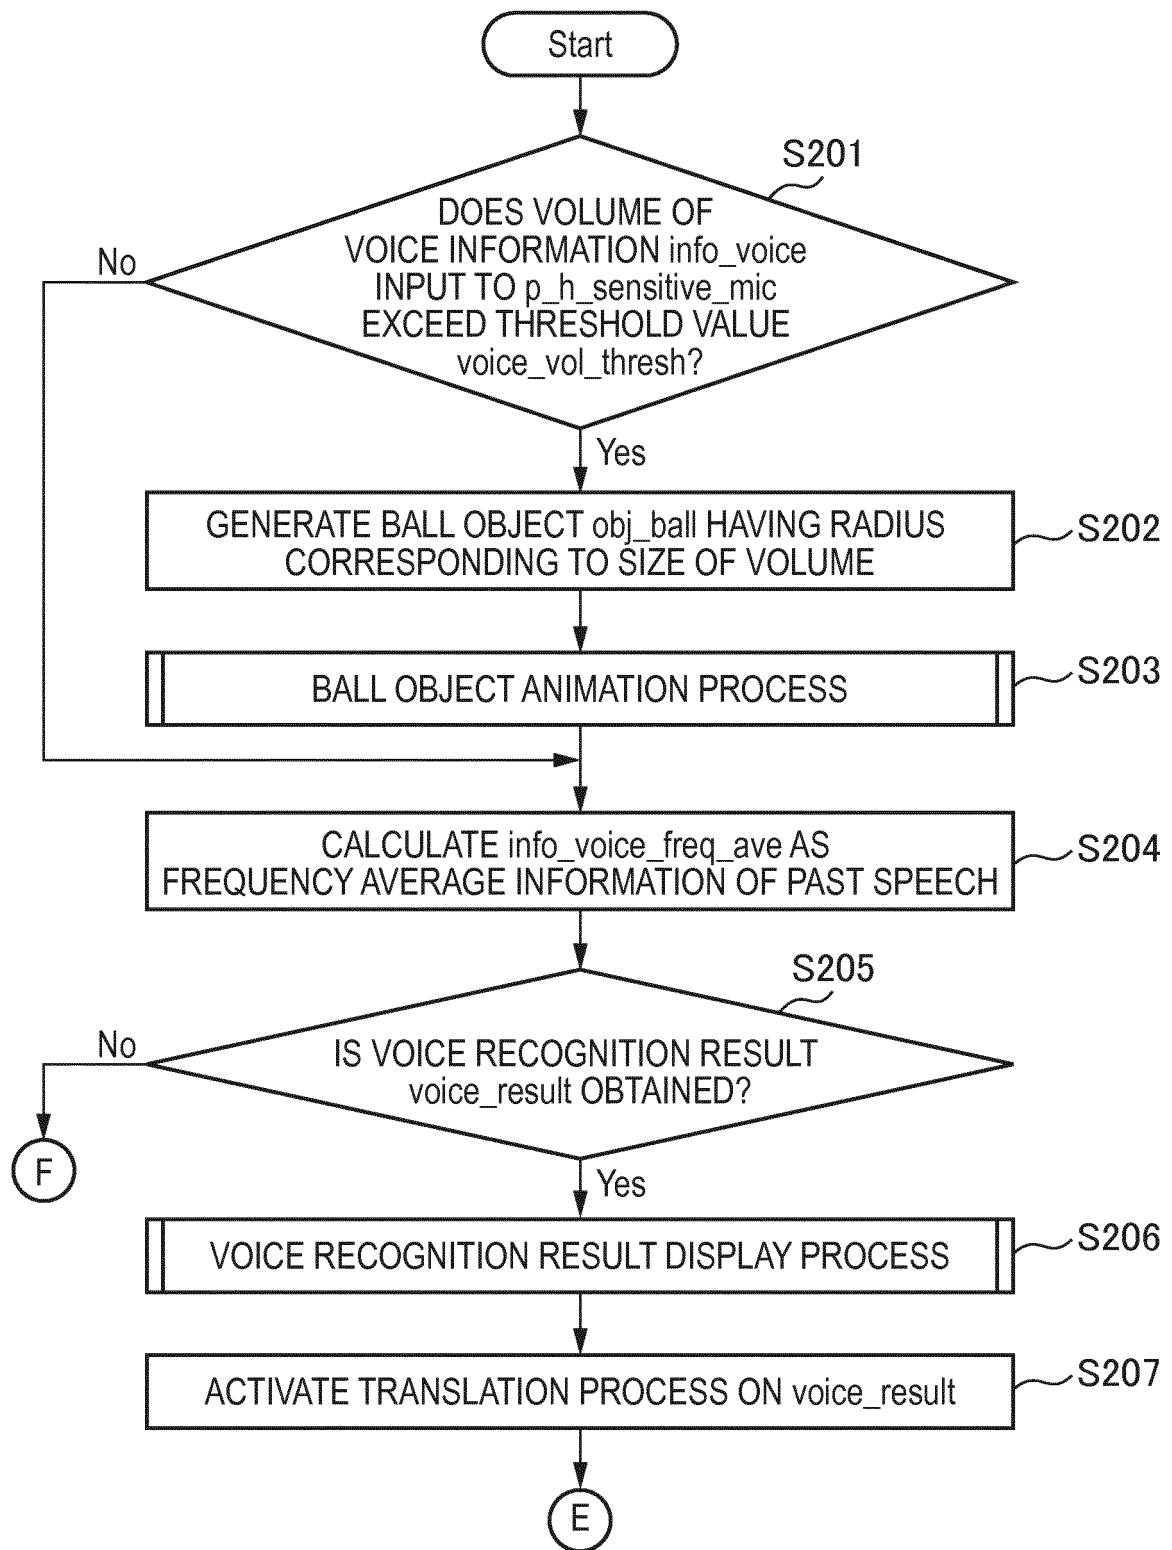 Start
S201
DOES VOLUME OF
VOICE INFORMATION info_voice
INPUT TO p_h_sensitive_mic
EXCEED THRESHOLD VALUE
voice_vol_thresh?
No
Yes
GENERATE BALL OBJECT obj_ball HAVING RADIUS
CORRESPONDING TO SIZE OF VOLUME
S202
BALL OBJECT ANIMATION PROCESS
S203
CALCULATE info_voice_freq_ave AS
FREQUENCY AVERAGE INFORMATION OF PAST SPEECH
S204
S205
IS VOICE RECOGNITION RESULT
voice_result OBTAINED?
No
F
Yes
VOICE RECOGNITION RESULT DISPLAY PROCESS
S206
ACTIVATE TRANSLATION PROCESS ON voice_result
S207
E